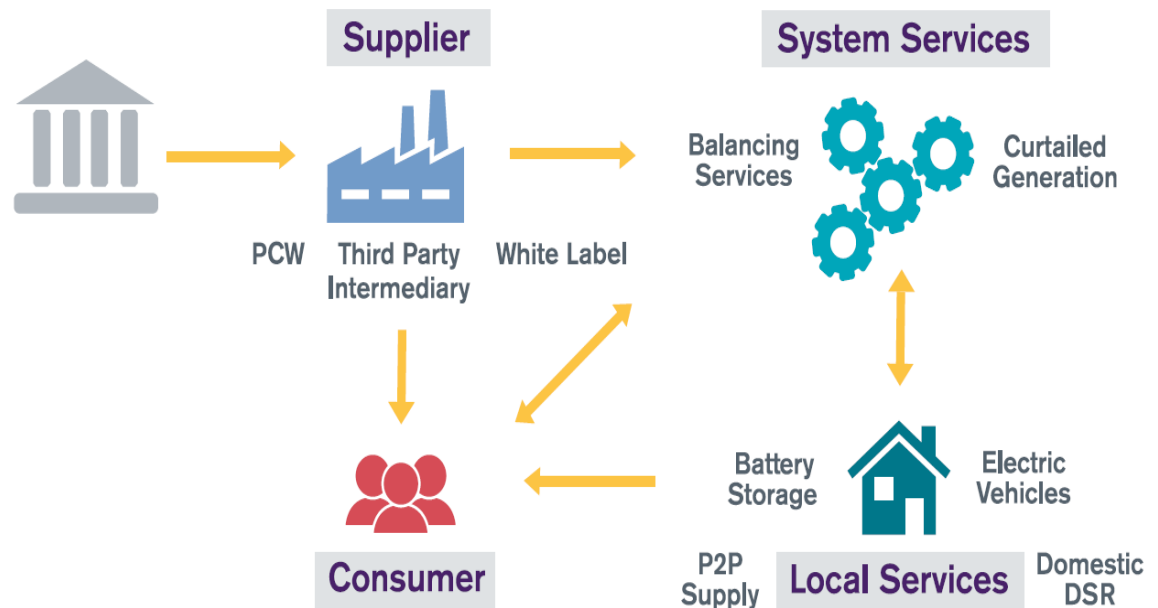 Supplier
System Services
Balancing
Services
Curtailed
Generation
PCW
Third Party
Intermediary
White Label
Battery
Storage
Electric
Vehicles
Consumer
P2P
Supply
Local Services
Domestic
DSR